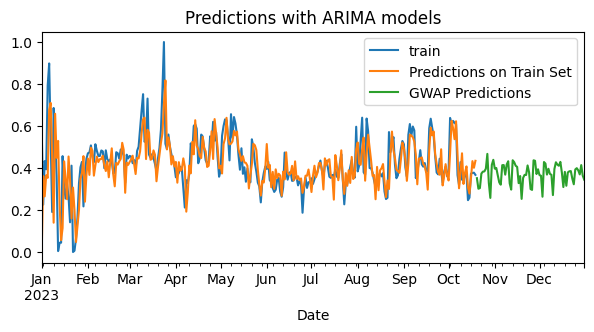 Predictions with ARIMA models
train
Predictions on Train Set
GWAP Predictions
1.0
0.8
0.6
0.4
0.2
0.0
Jan Feb Mar Apr May Jun Jul Aug Sep Oct Nov Dec
2023
Date